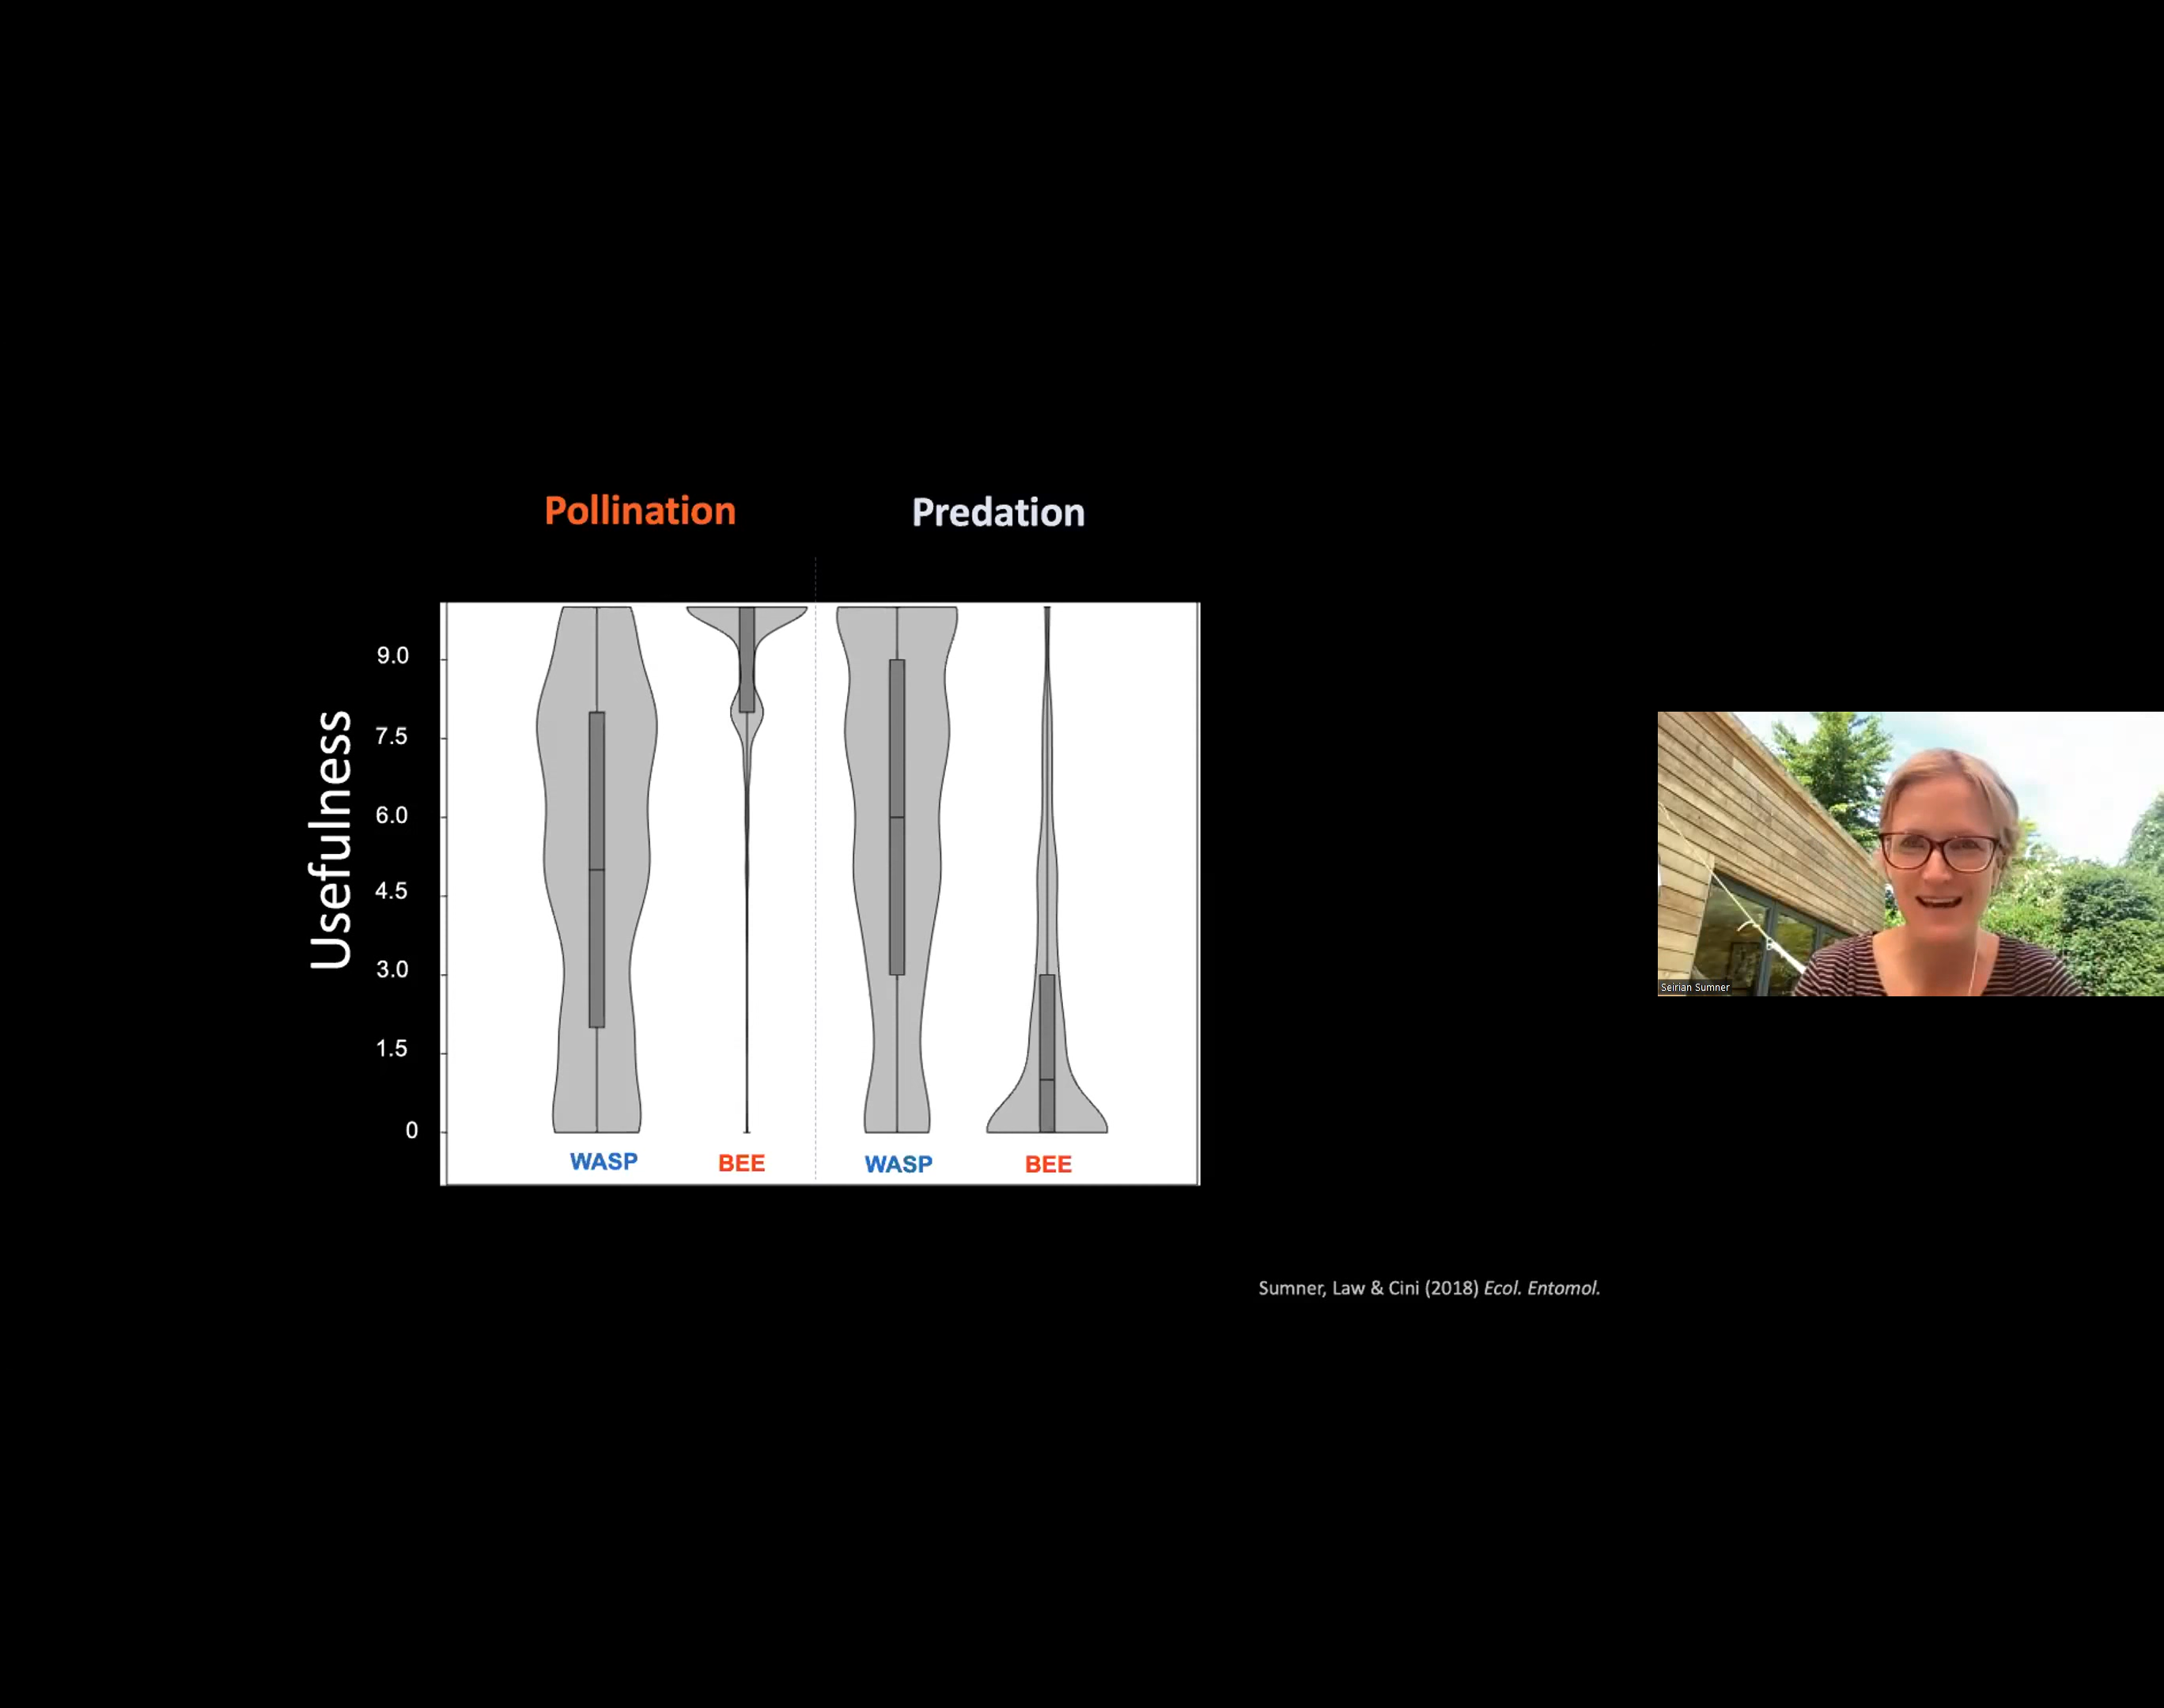 Pollination
Predation
Usefulness
9.0
7.5
6.0
4.5
3.0
1.5
0
WASP
BEE
WASP
BEE
Seirian Sumner
Sumner, Law & Cini (2018) Ecol. Entomol.